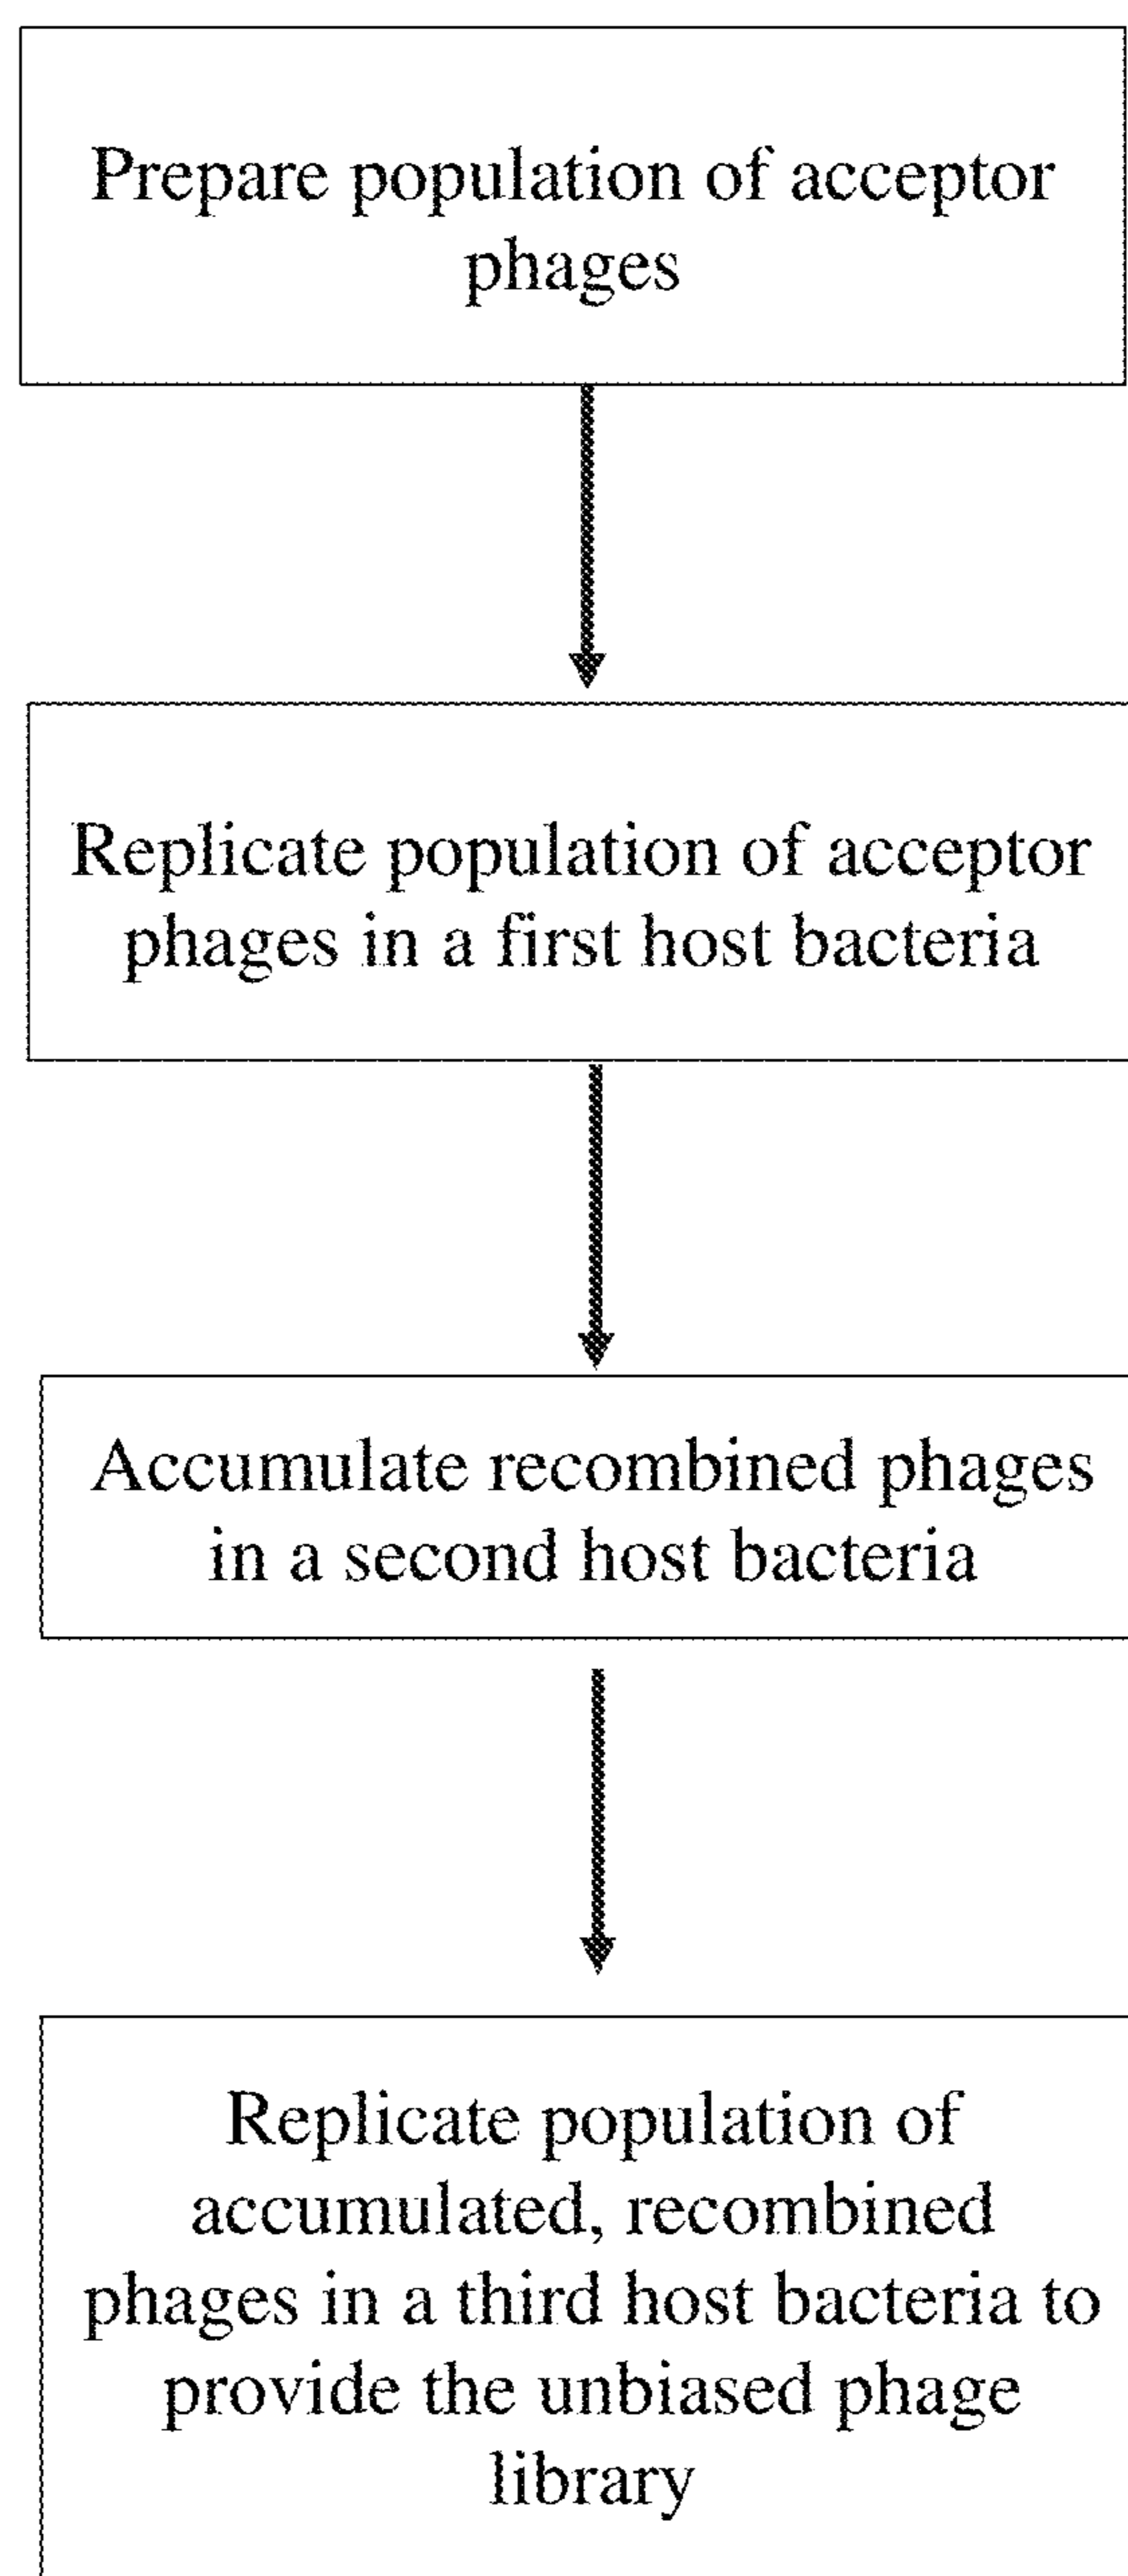 Prepare population of acceptor
phages
Replicate population of acceptor
phages in a first host bacteria
Accumulate recombined phages
in a second host bacteria
Replicate population of
accumulated, recombined
phages in a third host bacteria to
provide the unbiased phage
library